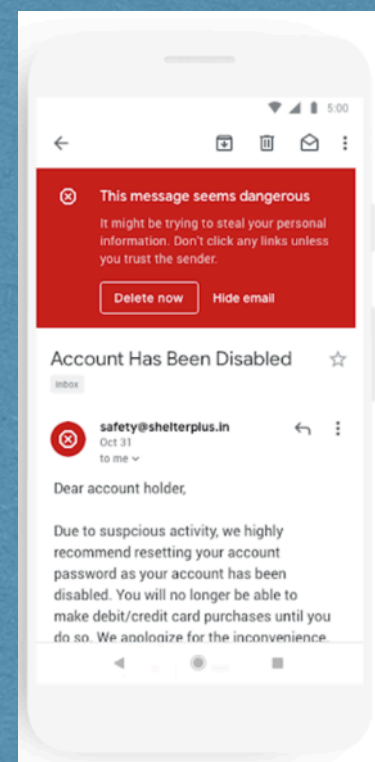 5:00
This message seems dangerous
It might be trying to steal your personal
information. Don't click any links unless
you trust the sender.
Delete now Hide email
Account Has Been Disabled
Inbox
safety@shelterplus.in
Oct 31
to me
Dear account holder,
Due to suspcious activity, we highly
recommend resetting your account
password as your account has been
disabled. You will no longer be able to
make debit/credit card purchases until you
do so. We apologize for the inconvenience.